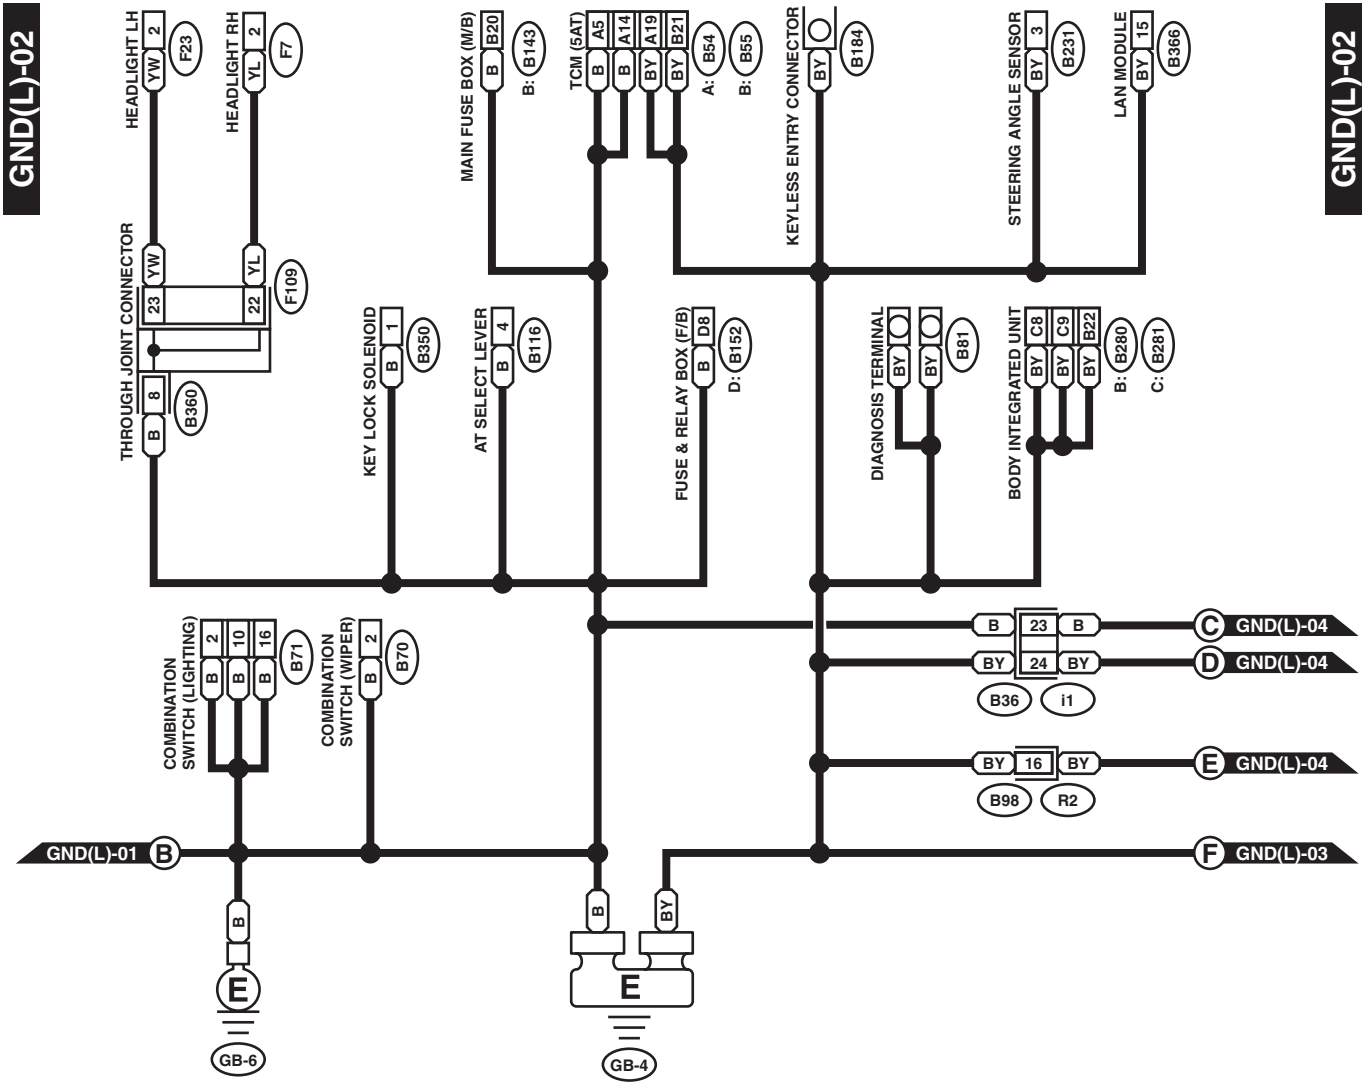 GND(L)-02
GND(L)-02
HEADLIGHT LH
2
YW
F23
HEADLIGHT RH
2
YL
F7
MAIN FUSE BOX (M/B)
B20
B
B: B143
TCM (5AT)
A5
A14
A19
B21
B
B
BY
BY
A: B54
B: B55
KEYLESS ENTRY CONNECTOR
BY
B184
STEERING ANGLE SENSOR
3
BY
B231
LAN MODULE
15
BY
B366
THROUGH JOINT CONNECTOR
YW
YL
23
22
F109
8
B
B360
KEY LOCK SOLENOID
1
B
B350
AT SELECT LEVER
4
B
B116
FUSE & RELAY BOX (F/B)
D8
B
D: B152
DIAGNOSIS TERMINAL
BY
BY
B81
BODY INTEGRATED UNIT
C8
C9
B22
BY
BY
BY
B: B280
C: B281
COMBINATION
SWITCH (LIGHTING)
2
10
16
B
B
B
B71
COMBINATION
SWITCH (WIPER)
2
B
B70
B 23 B
C GND(L)-04
BY 24 BY
D GND(L)-04
B36 i1
BY 16 BY
E GND(L)-04
B98 R2
GND(L)-01 B
F GND(L)-03
B
B
BY
E
E
GB-6
GB-4